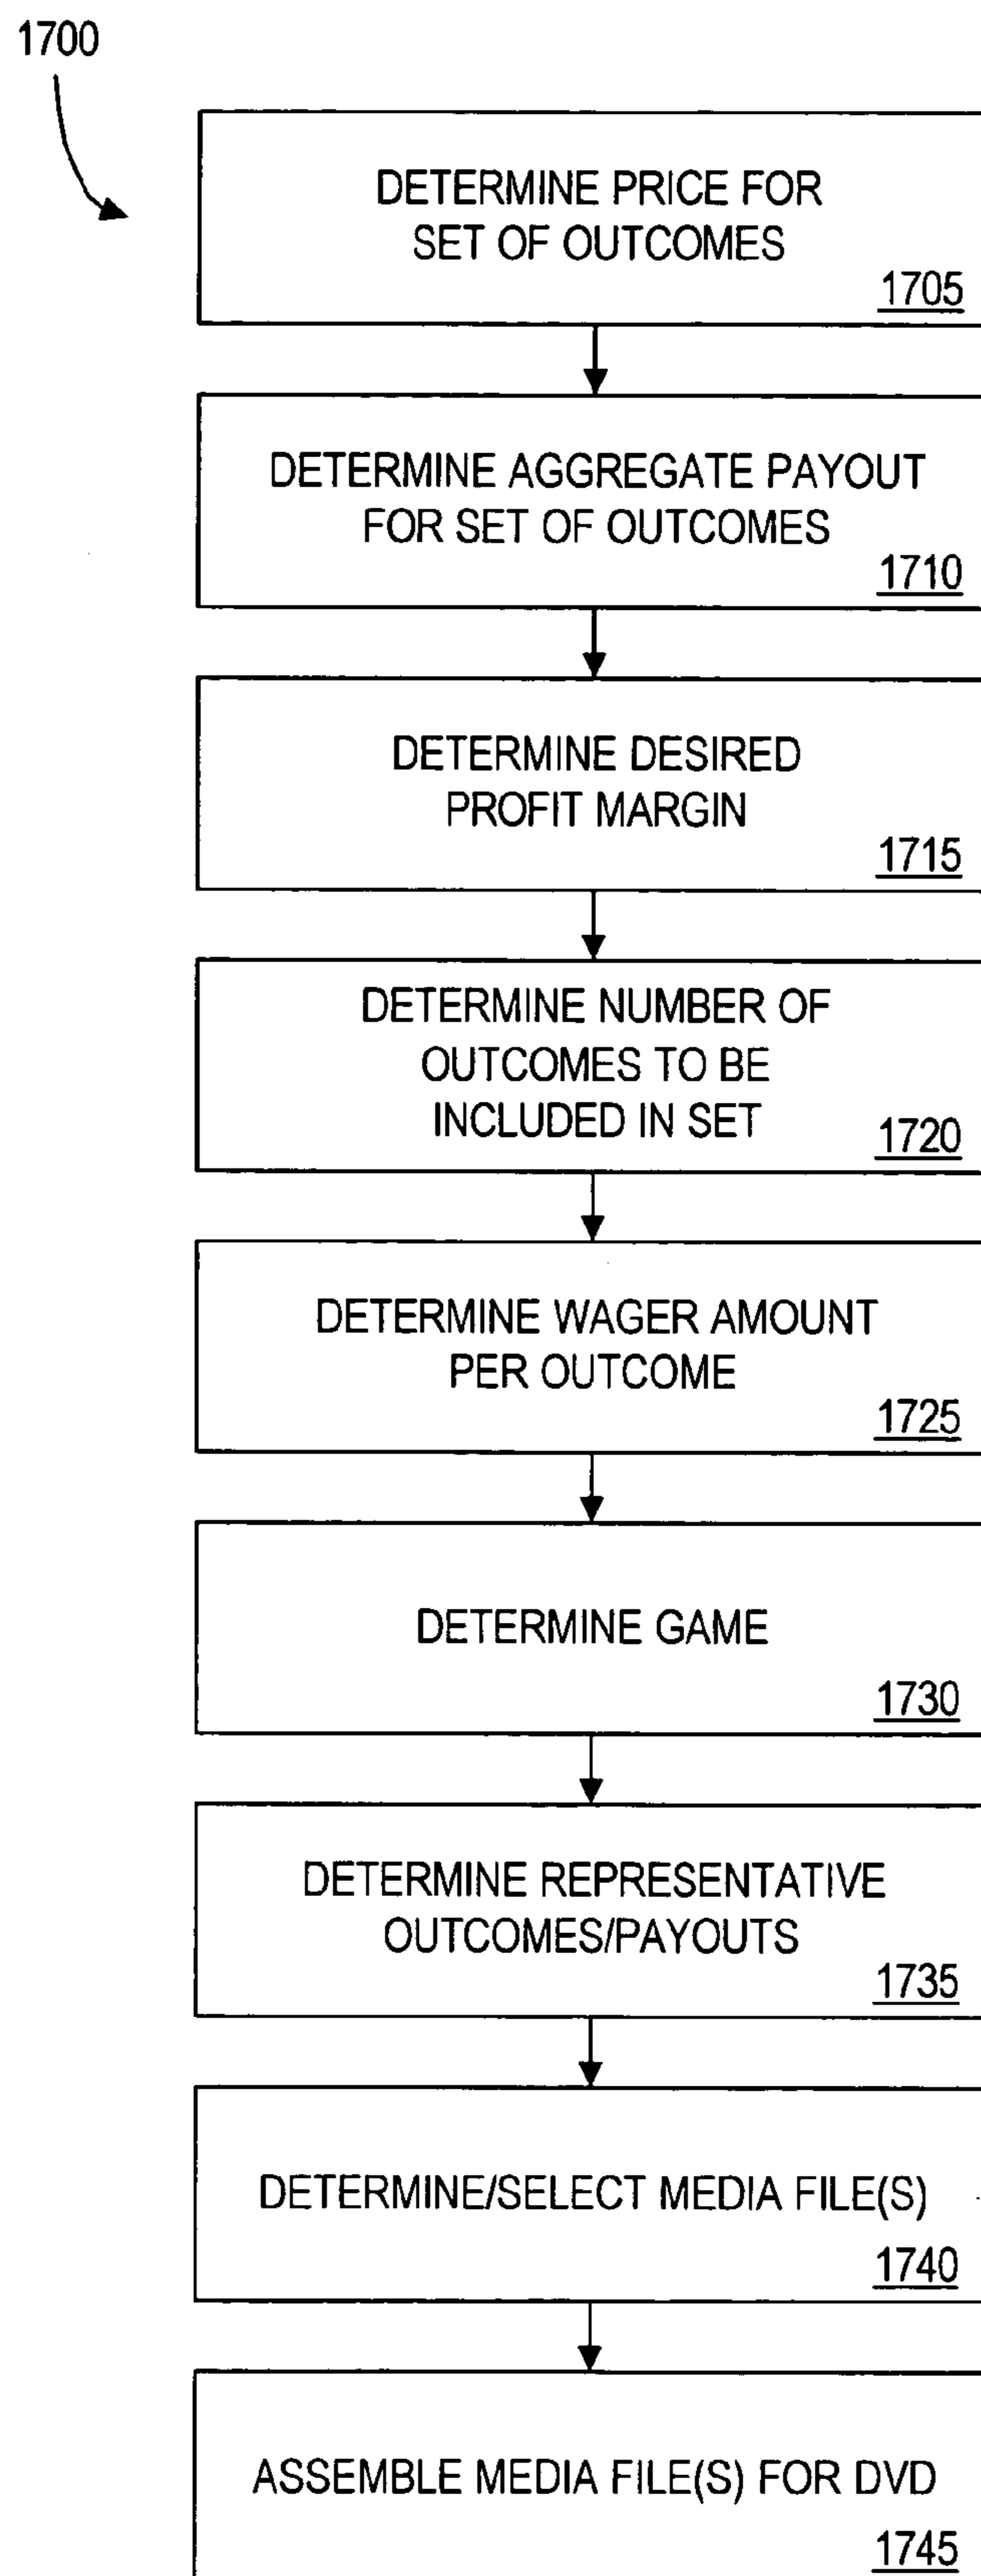 1700
DETERMINE PRICE FOR
SET OF OUTCOMES
1705
DETERMINE AGGREGATE PAYOUT
FOR SET OF OUTCOMES
1710
DETERMINE DESIRED
PROFIT MARGIN
1715
DETERMINE NUMBER OF
OUTCOMES TO BE
INCLUDED IN SET
1720
DETERMINE WAGER AMOUNT
PER OUTCOME
1725
DETERMINE GAME
1730
DETERMINE REPRESENTATIVE
OUTCOMES/PAYOUTS
1735
DETERMINE/SELECT MEDIA FILE(S)
1740
ASSEMBLE MEDIA FILE(S) FOR DVD
1745